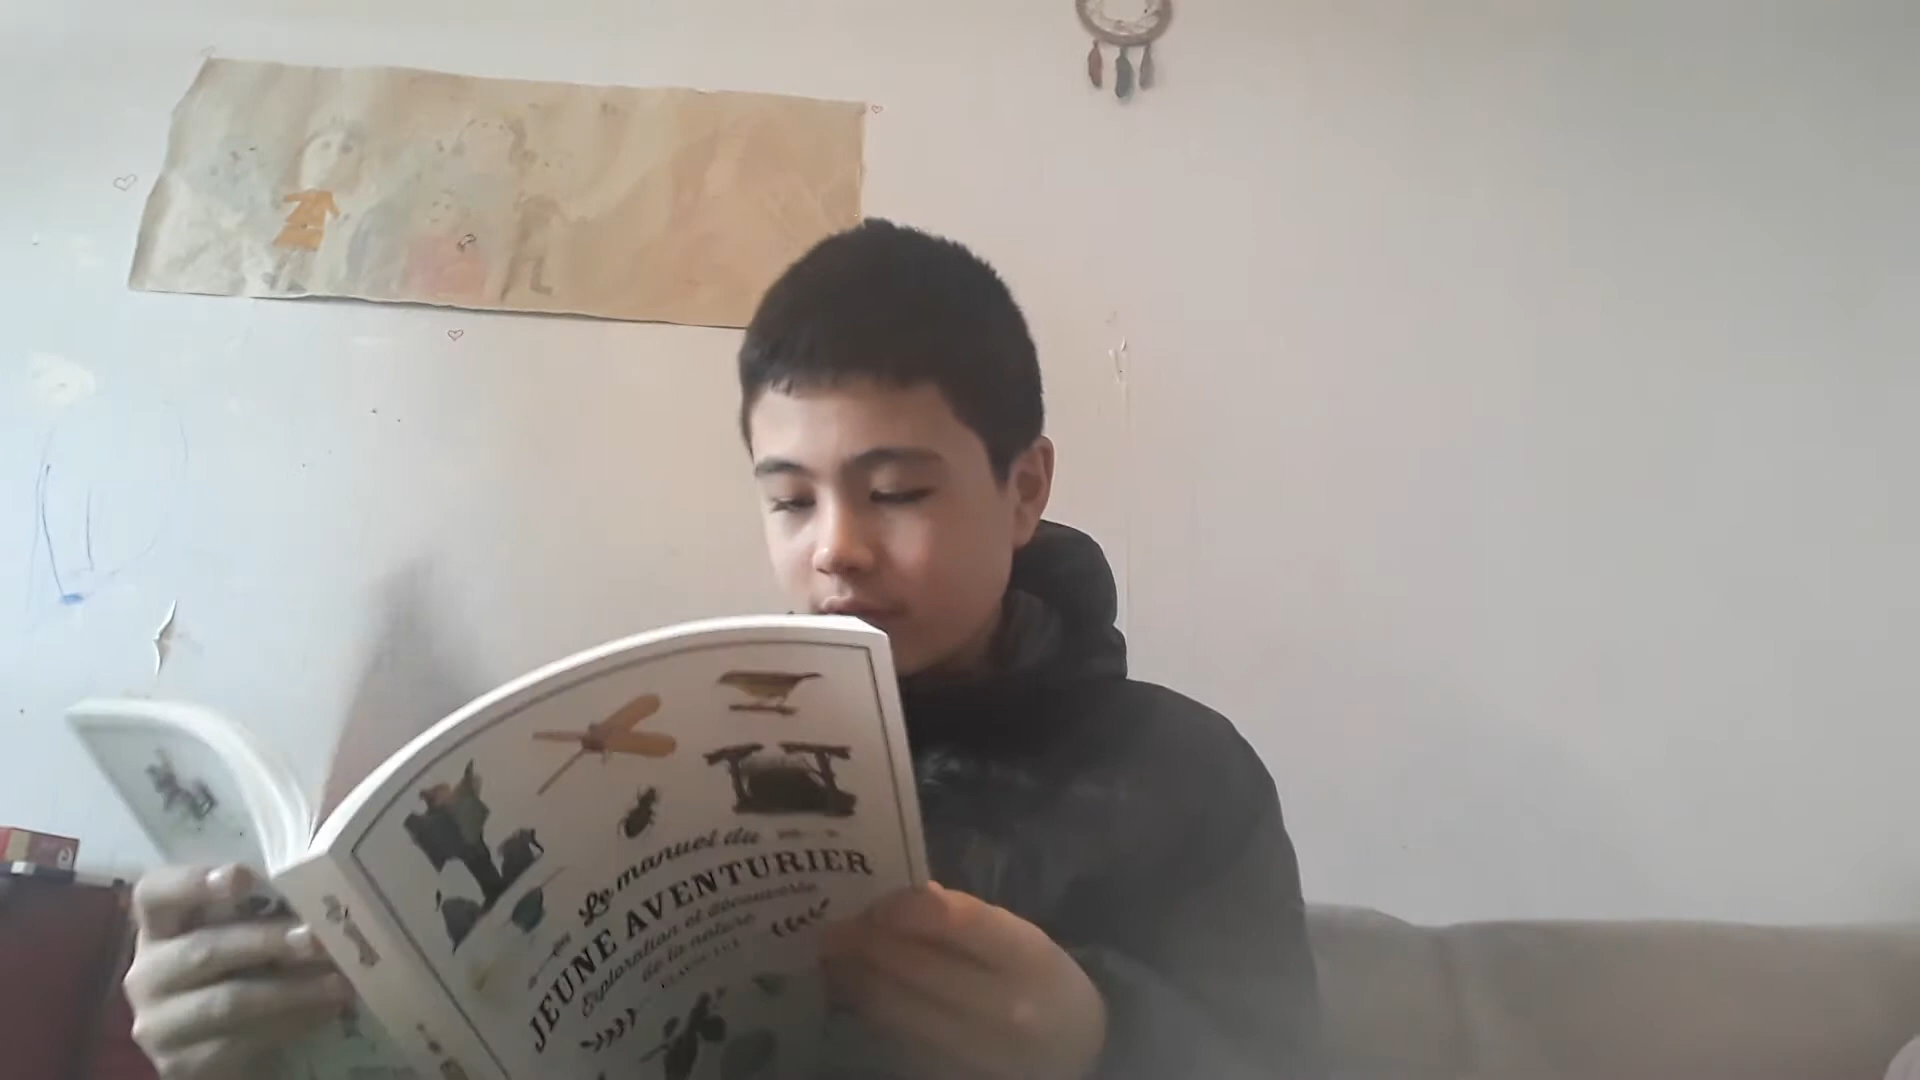 Le manuel du
JEUNE AVENTURIER
Exploration et découverte
de la nature